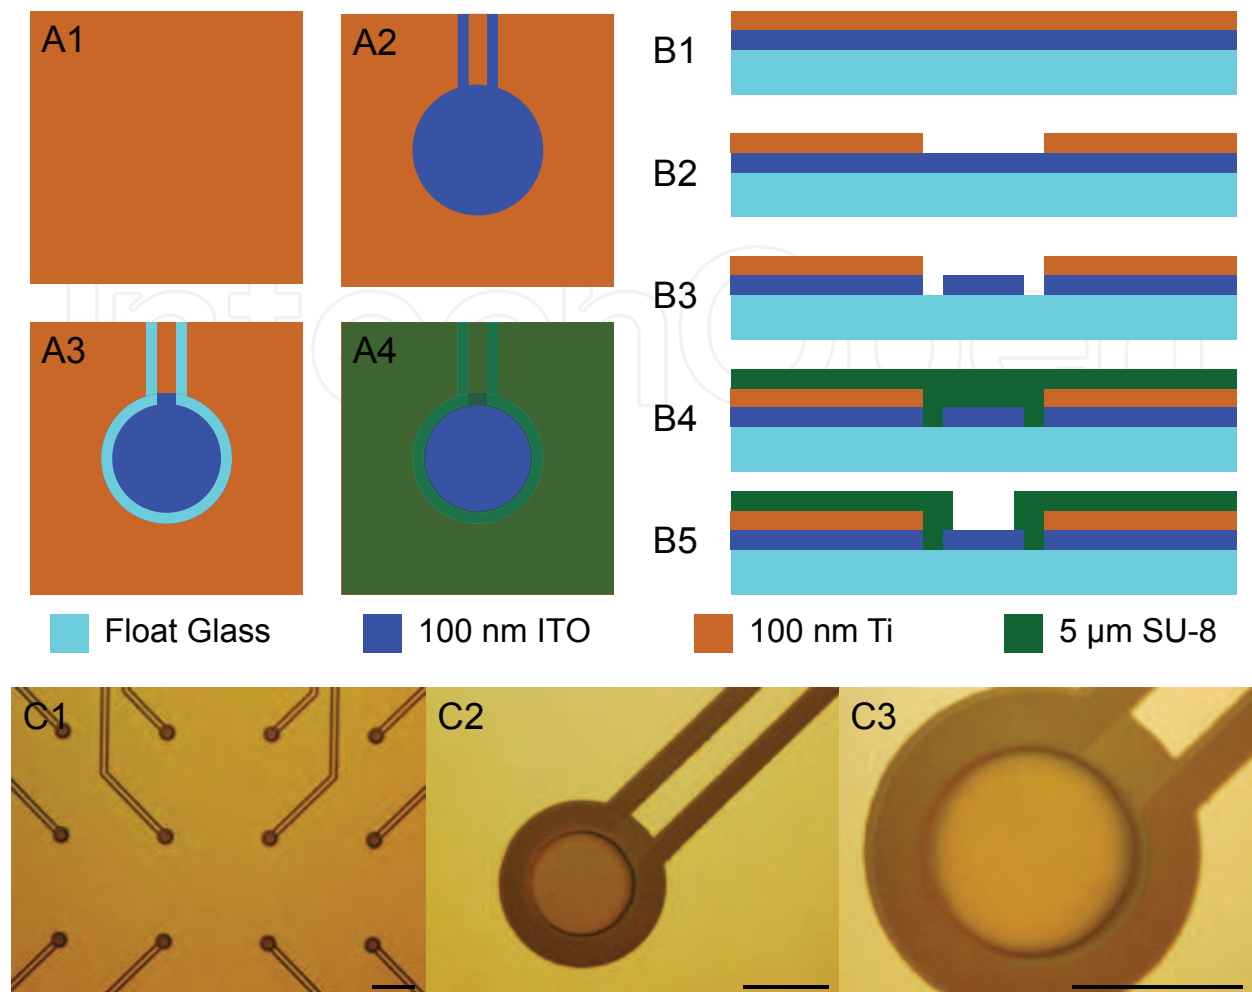 A1
A2
B1
B2
B3
A3
A4
B4
B5
Float Glass
100 nm ITO
100 nm Ti
5 µm SU-8
C1
C2
C3
IntechOpen